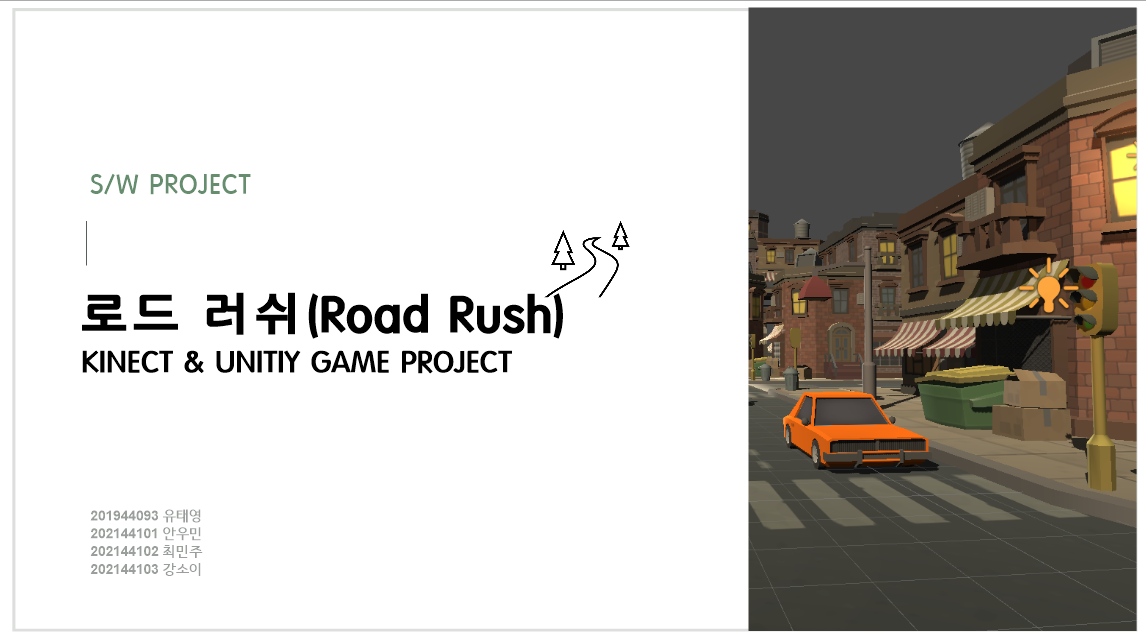 S/W PROJECT
로드 러쉬(Road Rush)
KINECT & UNITIY GAME PROJECT
201944093 유태영
202144101 안우민
202144102 최민주
202144103 강소이